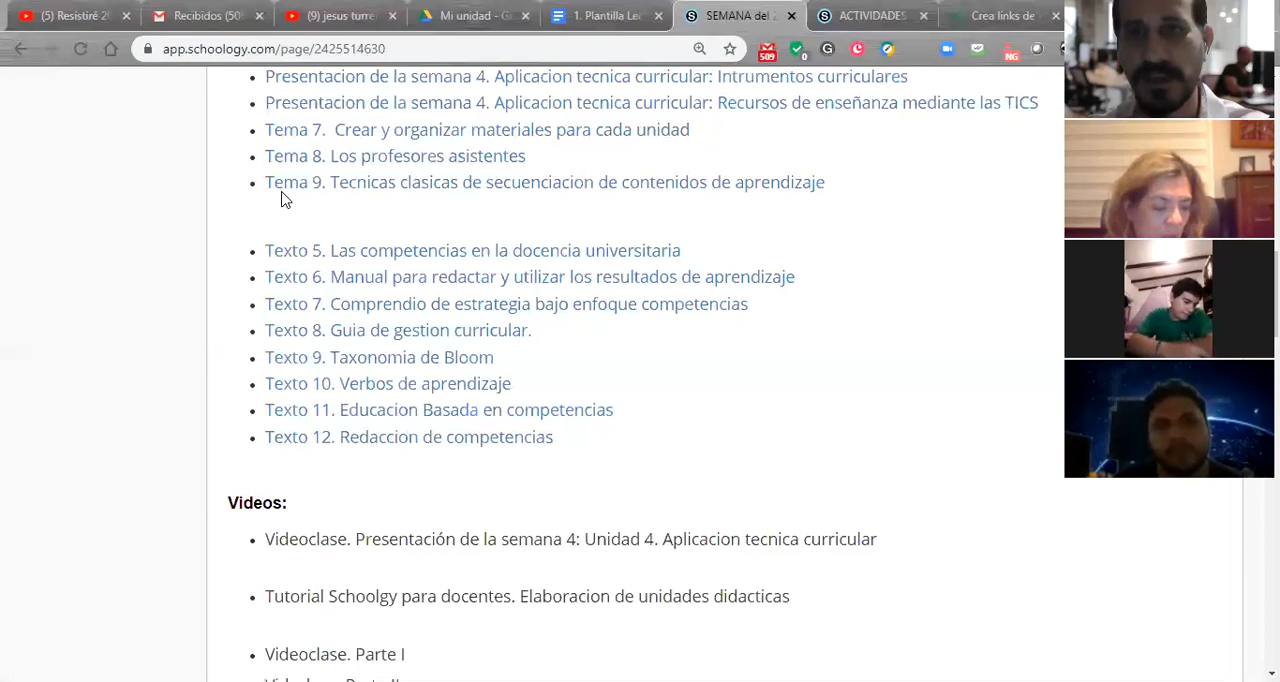 (5) Resistiré 2
Recibidos (50
(9) jesus turre
Mi unidad - G
1. Plantilla Le
SEMANA del
ACTIVIDADES
Crea links de
app.schoology.com/page/2425514630
509
0
G
NG
Presentacion de la semana 4. Aplicacion tecnica curricular: Intrumentos curriculares
Presentacion de la semana 4. Aplicacion tecnica curricular: Recursos de enseñanza mediante las TICS
Tema 7. Crear y organizar materiales para cada unidad
Tema 8. Los profesores asistentes
Tema 9. Tecnicas clasicas de secuenciacion de contenidos de aprendizaje
Texto 5. Las competencias en la docencia universitaria
Texto 6. Manual para redactar y utilizar los resultados de aprendizaje
Texto 7. Comprendio de estrategia bajo enfoque competencias
Texto 8. Guia de gestion curricular.
Texto 9. Taxonomia de Bloom
Texto 10. Verbos de aprendizaje
Texto 11. Educacion Basada en competencias
Texto 12. Redaccion de competencias
Videos:
Videoclase. Presentación de la semana 4: Unidad 4. Aplicacion tecnica curricular
Tutorial Schoolgy para docentes. Elaboracion de unidades didacticas
Videoclase. Parte I